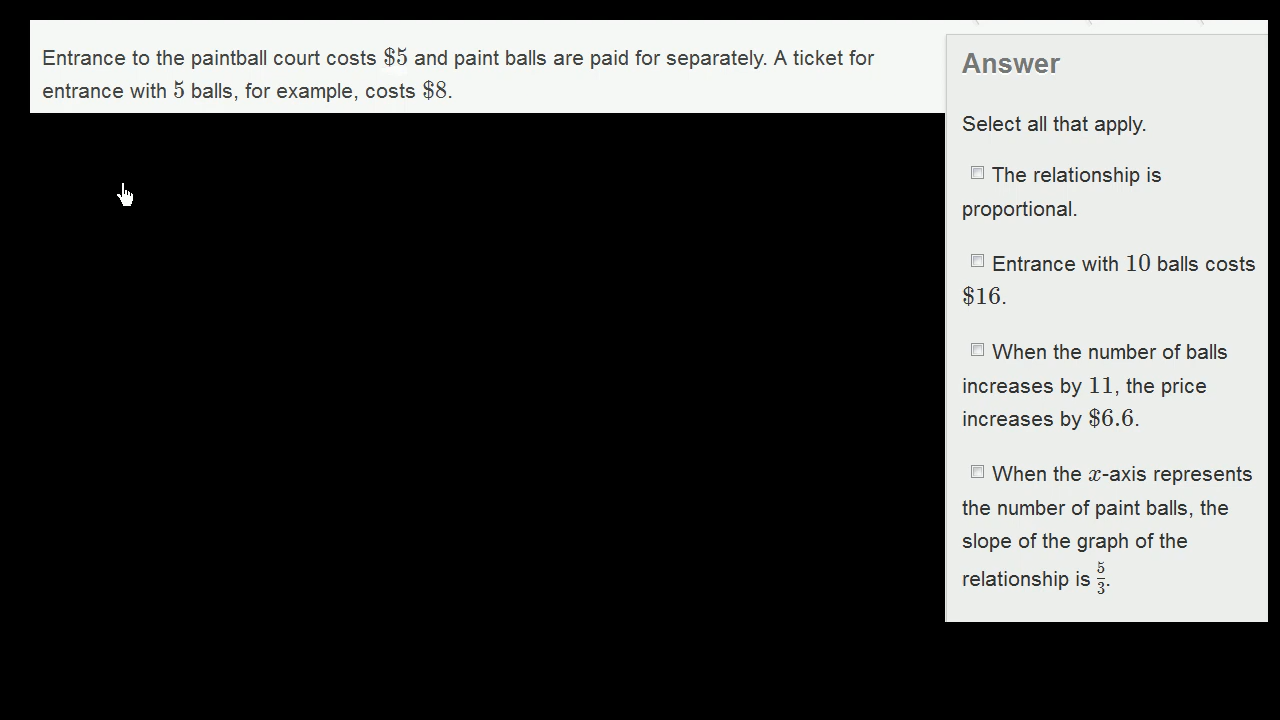 Entrance to the paintball court costs $5 and paint balls are paid for separately. A ticket for
entrance with 5 balls, for example, costs $8.
Answer
Select all that apply.
The relationship is
proportional.
Entrance with 10 balls costs
$16.
When the number of balls
increases by 11, the price
increases by $6.6.
When the x-axis represents
the number of paint balls, the
slope of the graph of the
relationship is 5/3.